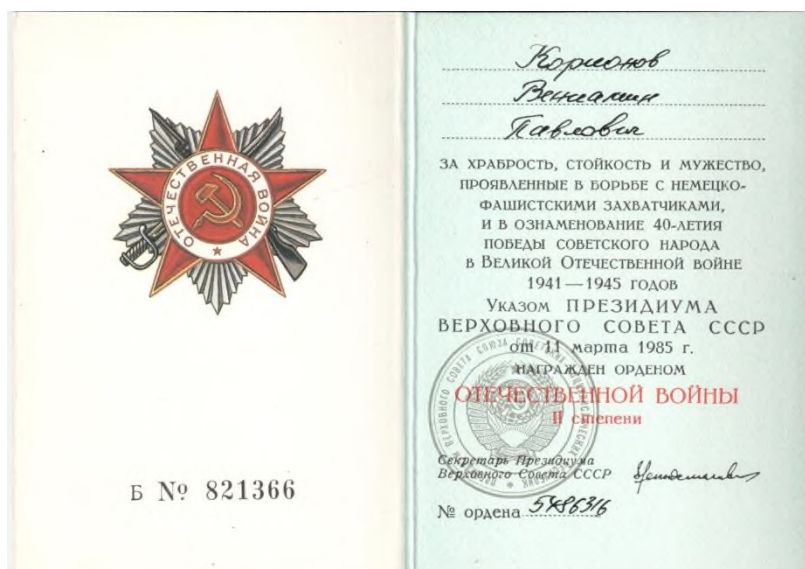 ОТЕЧЕСТВЕННАЯ ВОЙНА
Б № 821366
Вениамин
Павлович
ЗА ХРАБРОСТЬ, СТОЙКОСТЬ И МУЖЕСТВО,
ПРОЯВЛЕННЫЕ В БОРЬБЕ С НЕМЕЦКО-
ФАШИСТСКИМИ ЗАХВАТЧИКАМИ,
И В ОЗНАМЕНОВАНИЕ 40-ЛЕТИЯ
ПОБЕДЫ СОВЕТСКОГО НАРОДА
В ВЕЛИКОЙ ОТЕЧЕСТВЕННОЙ ВОЙНЕ
1941—1945 ГОДОВ
УКАЗОМ ПРЕЗИДИУМА
ВЕРХОВНОГО СОВЕТА СССР
от 11 марта 1985 г.
НАГРАЖДЕН ОРДЕНОМ
ОТЕЧЕСТВЕННОЙ ВОЙНЫ
II степени
Секретарь Президиума
Верховного Совета СССР
№ ордена 5486316